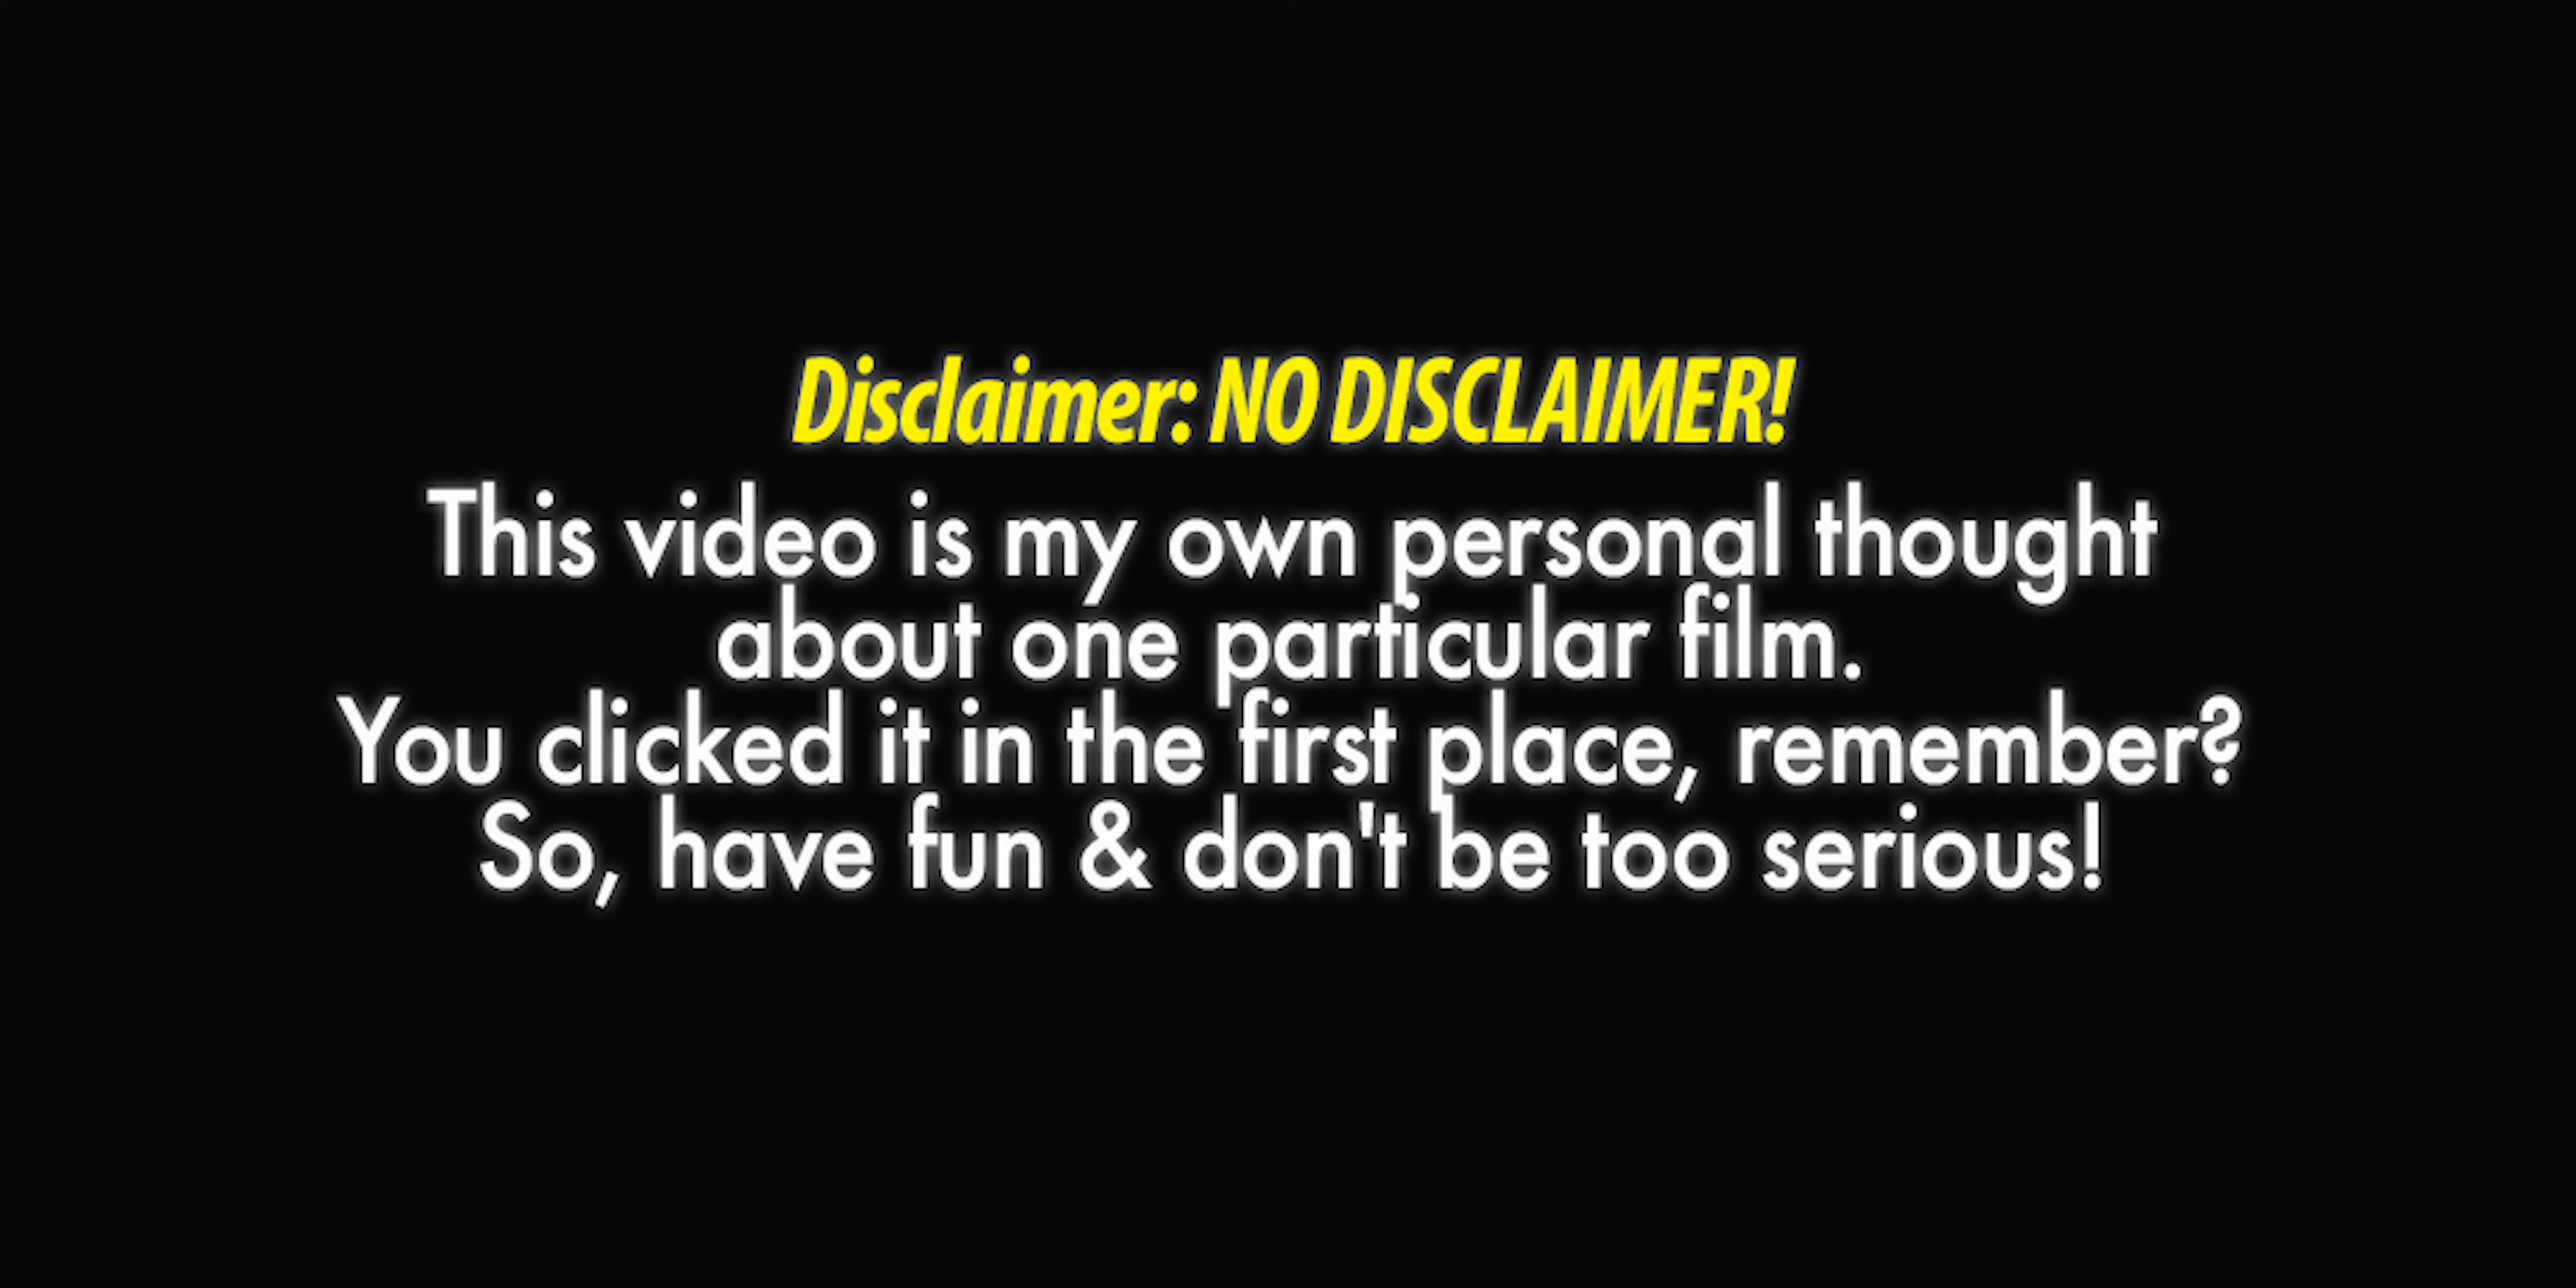 Disclaimer: NO DISCLAIMER!
This video is my own personal thought
about one particular film.
You clicked it in the first place, remember?
So, have fun & don't be too serious!